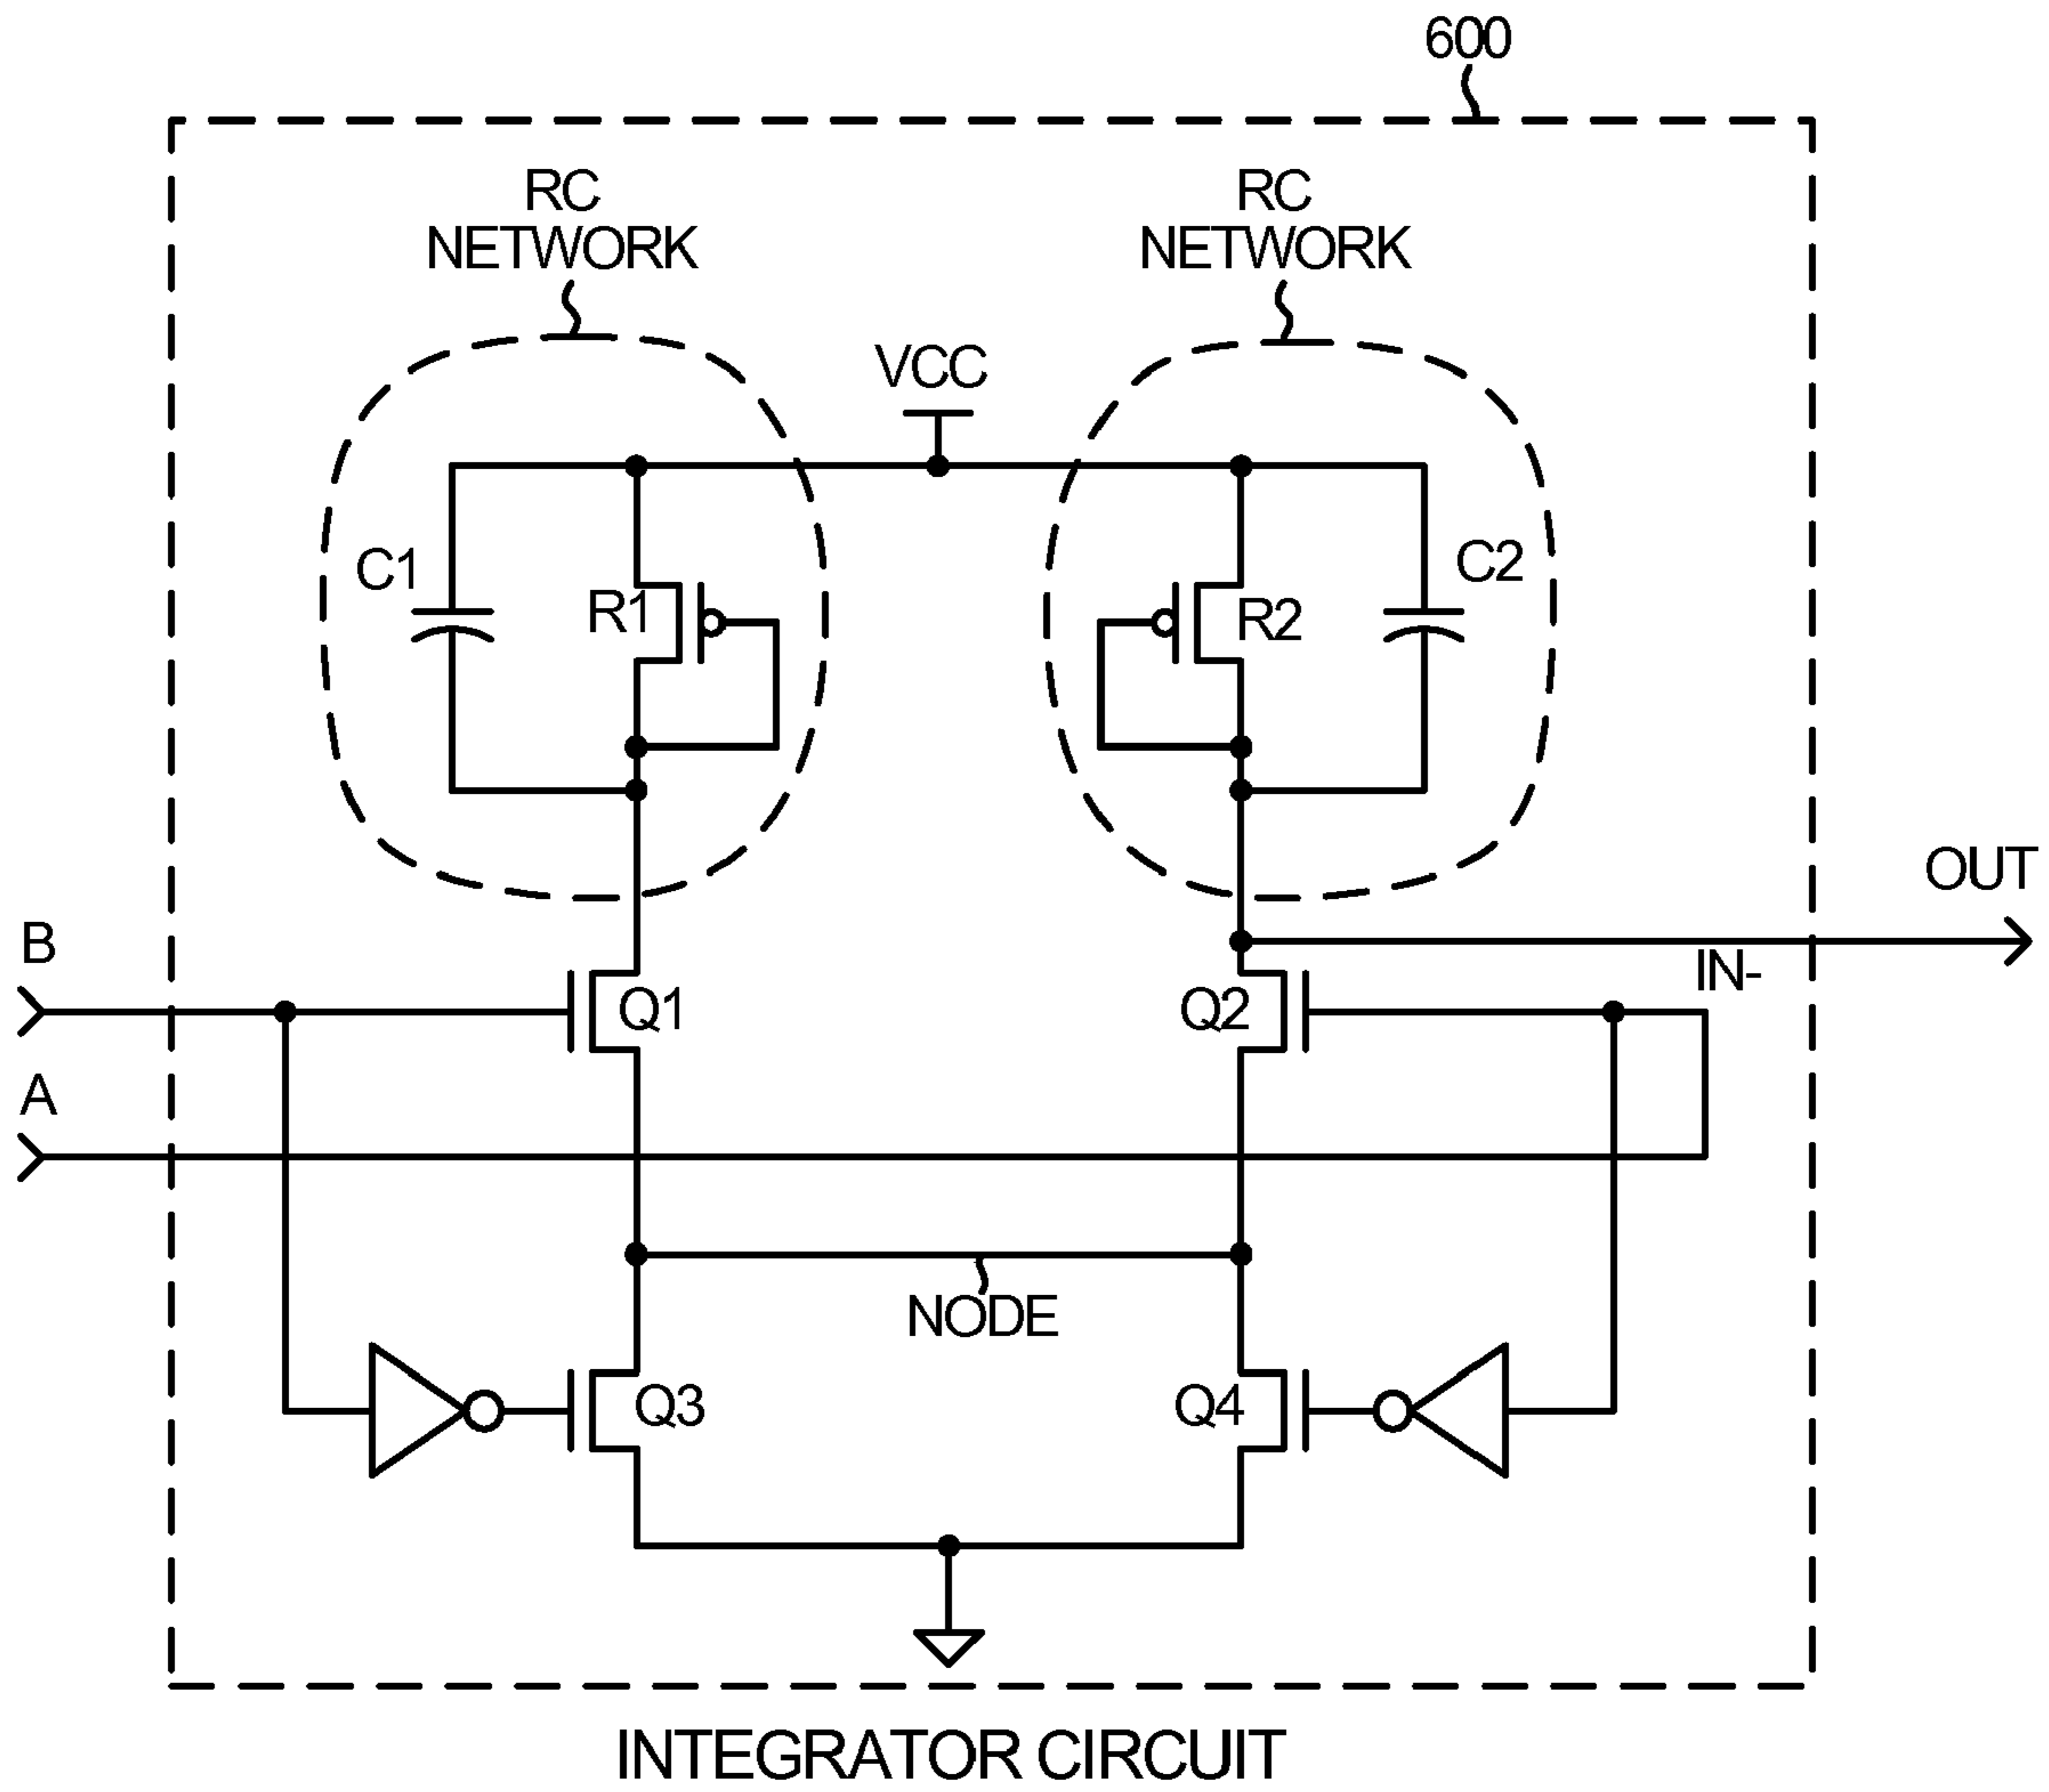 600
RC
NETWORK
RC
NETWORK
VCC
C1
R1
R2
C2
OUT
B
IN-
Q1
Q2
A
NODE
Q3
Q4
INTEGRATOR CIRCUIT